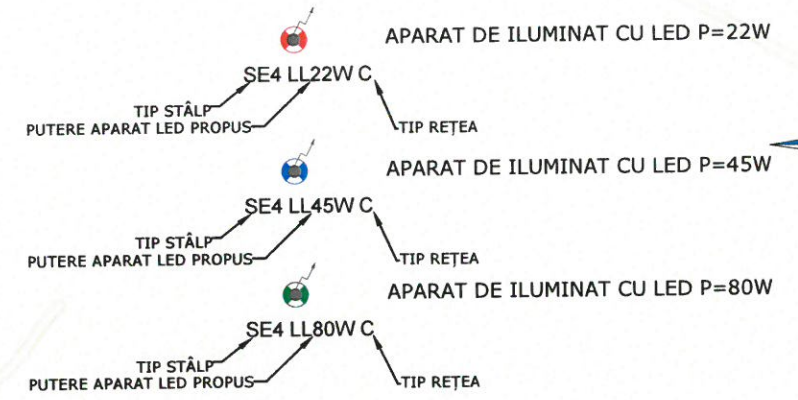 APARAT DE ILUMINAT CU LED P=22W
SE4 LL22W C
TIP STÂLP
PUTERE APARAT LED PROPUS
TIP REȚEA
APARAT DE ILUMINAT CU LED P=45W
SE4 LL45W C
TIP STÂLP
PUTERE APARAT LED PROPUS
TIP REȚEA
APARAT DE ILUMINAT CU LED P=80W
SE4 LL80W C
TIP STÂLP
PUTERE APARAT LED PROPUS
TIP REȚEA